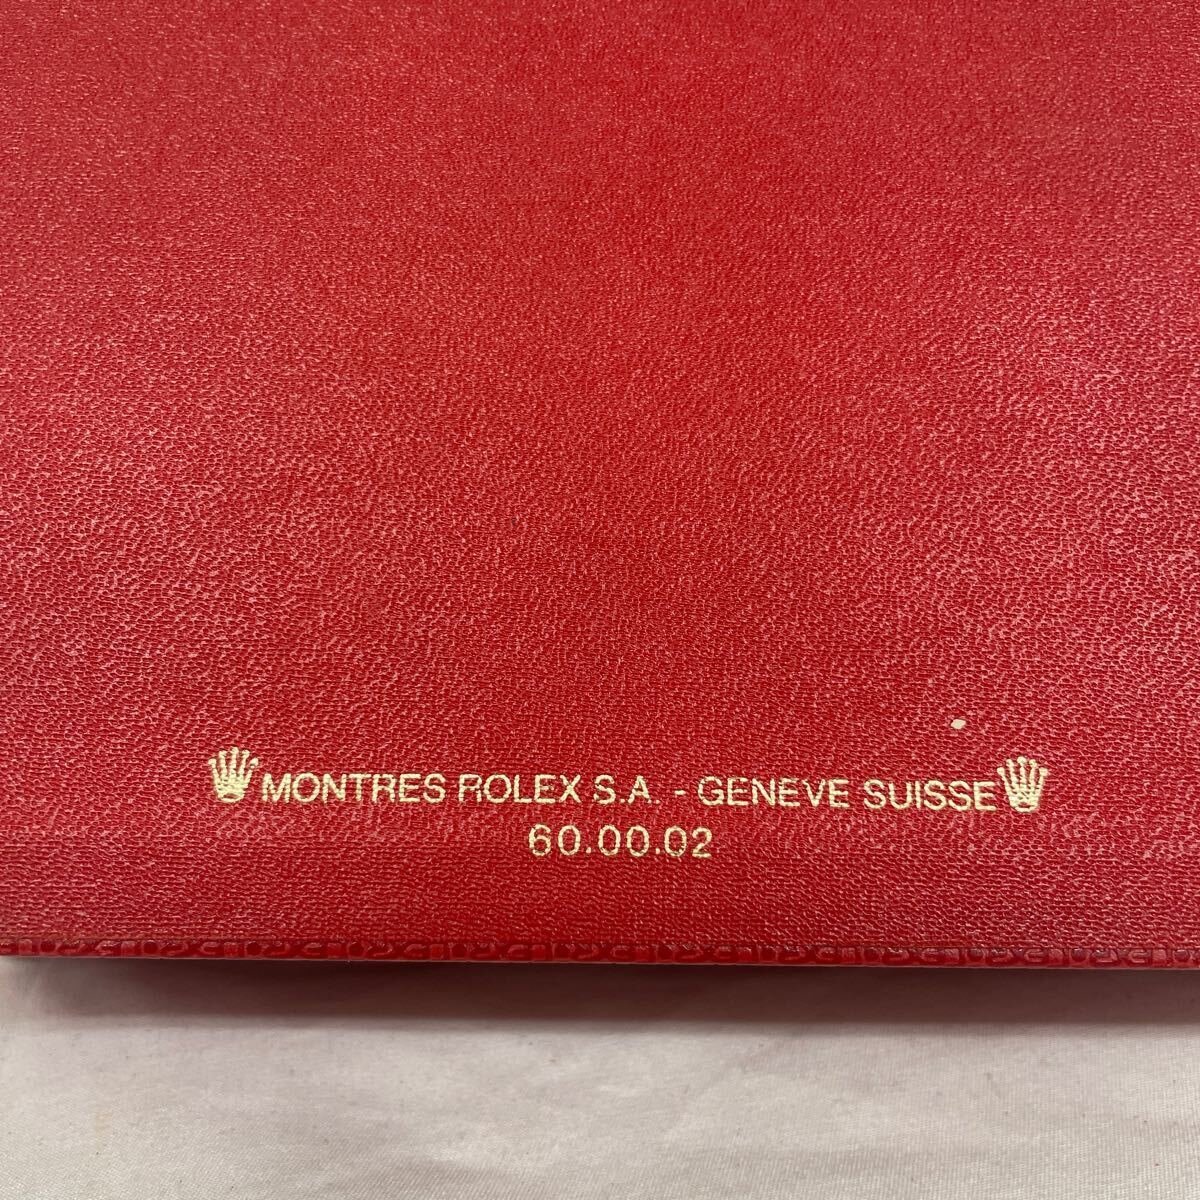 MONTRES ROLEX S.A. - GENEVE SUISSE
60.00.02